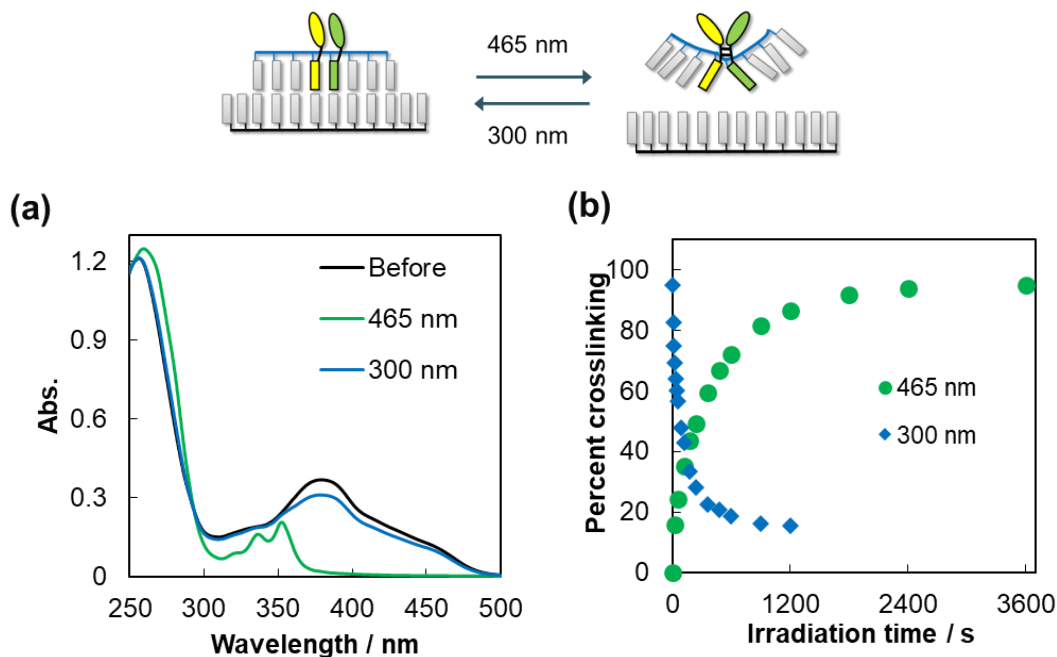 465 nm
300 nm
(a)
1.2
0.9
0.6
0.3
0
250 300 350 400 450 500
Abs.
Wavelength / nm
Before
465 nm
300 nm
(b)
100
80
60
40
20
0
0 1200 2400 3600
Percent crosslinking
Irradiation time / s
465 nm
300 nm